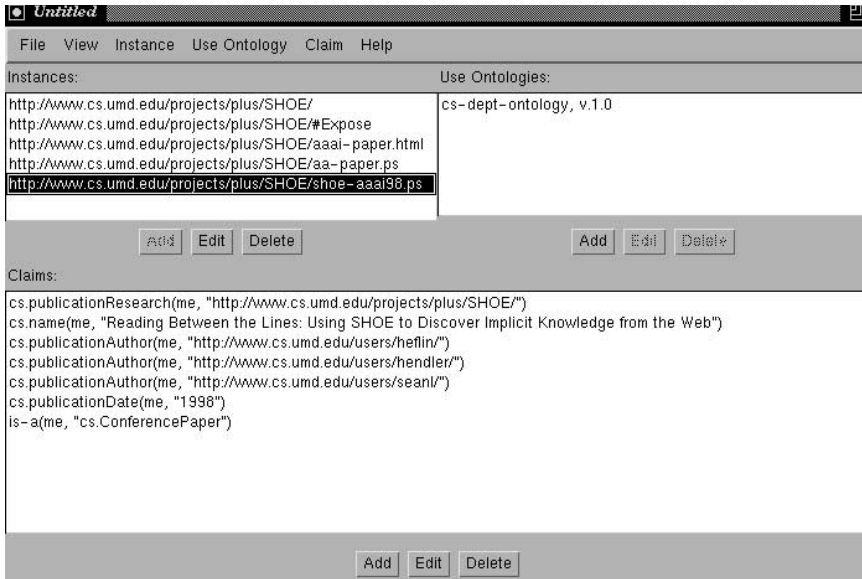 Untitled
File View Instance Use Ontology Claim Help
Instances:
http://www.cs.umd.edu/projects/plus/SHOE/
http://www.cs.umd.edu/projects/plus/SHOE/#Expose
http://www.cs.umd.edu/projects/plus/SHOE/aaai-paper.html
http://www.cs.umd.edu/projects/plus/SHOE/aa-paper.ps
http://www.cs.umd.edu/projects/plus/SHOE/shoe-aaai98.ps
Add Edit Delete
Use Ontologies:
cs-dept-ontology, v.1.0
Add Edit Delete
Claims:
cs.publicationResearch(me, "http://www.cs.umd.edu/projects/plus/SHOE/")
cs.name(me, "Reading Between the Lines: Using SHOE to Discover Implicit Knowledge from the Web")
cs.publicationAuthor(me, "http://www.cs.umd.edu/users/heflin/")
cs.publicationAuthor(me, "http://www.cs.umd.edu/users/hendler/")
cs.publicationAuthor(me, "http://www.cs.umd.edu/users/seanl/")
cs.publicationDate(me, "1998")
is-a(me, "cs.ConferencePaper")
Add Edit Delete